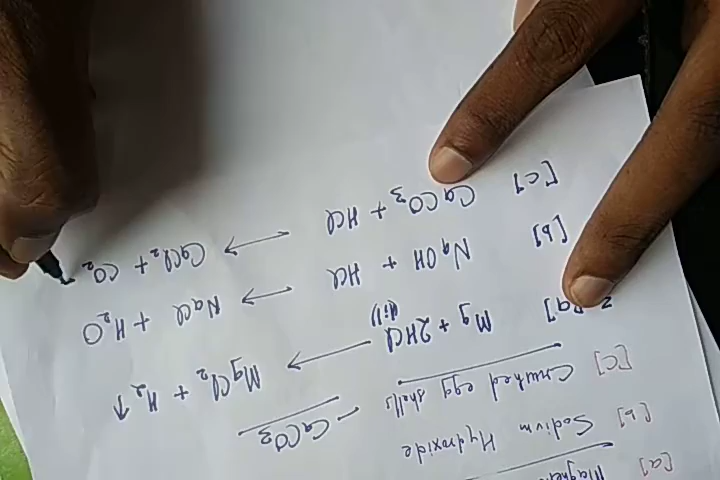 [a] Magnes
[b] Sodium Hydroxide
[c] Crushed egg shells - CaCO3
2 [a] Mg + 2HCl (dil) → MgCl2 + H2 ↑
[b] NaOH + HCl → NaCl + H2O
[c] CaCO3 + HCl → CaCl2 + CO2